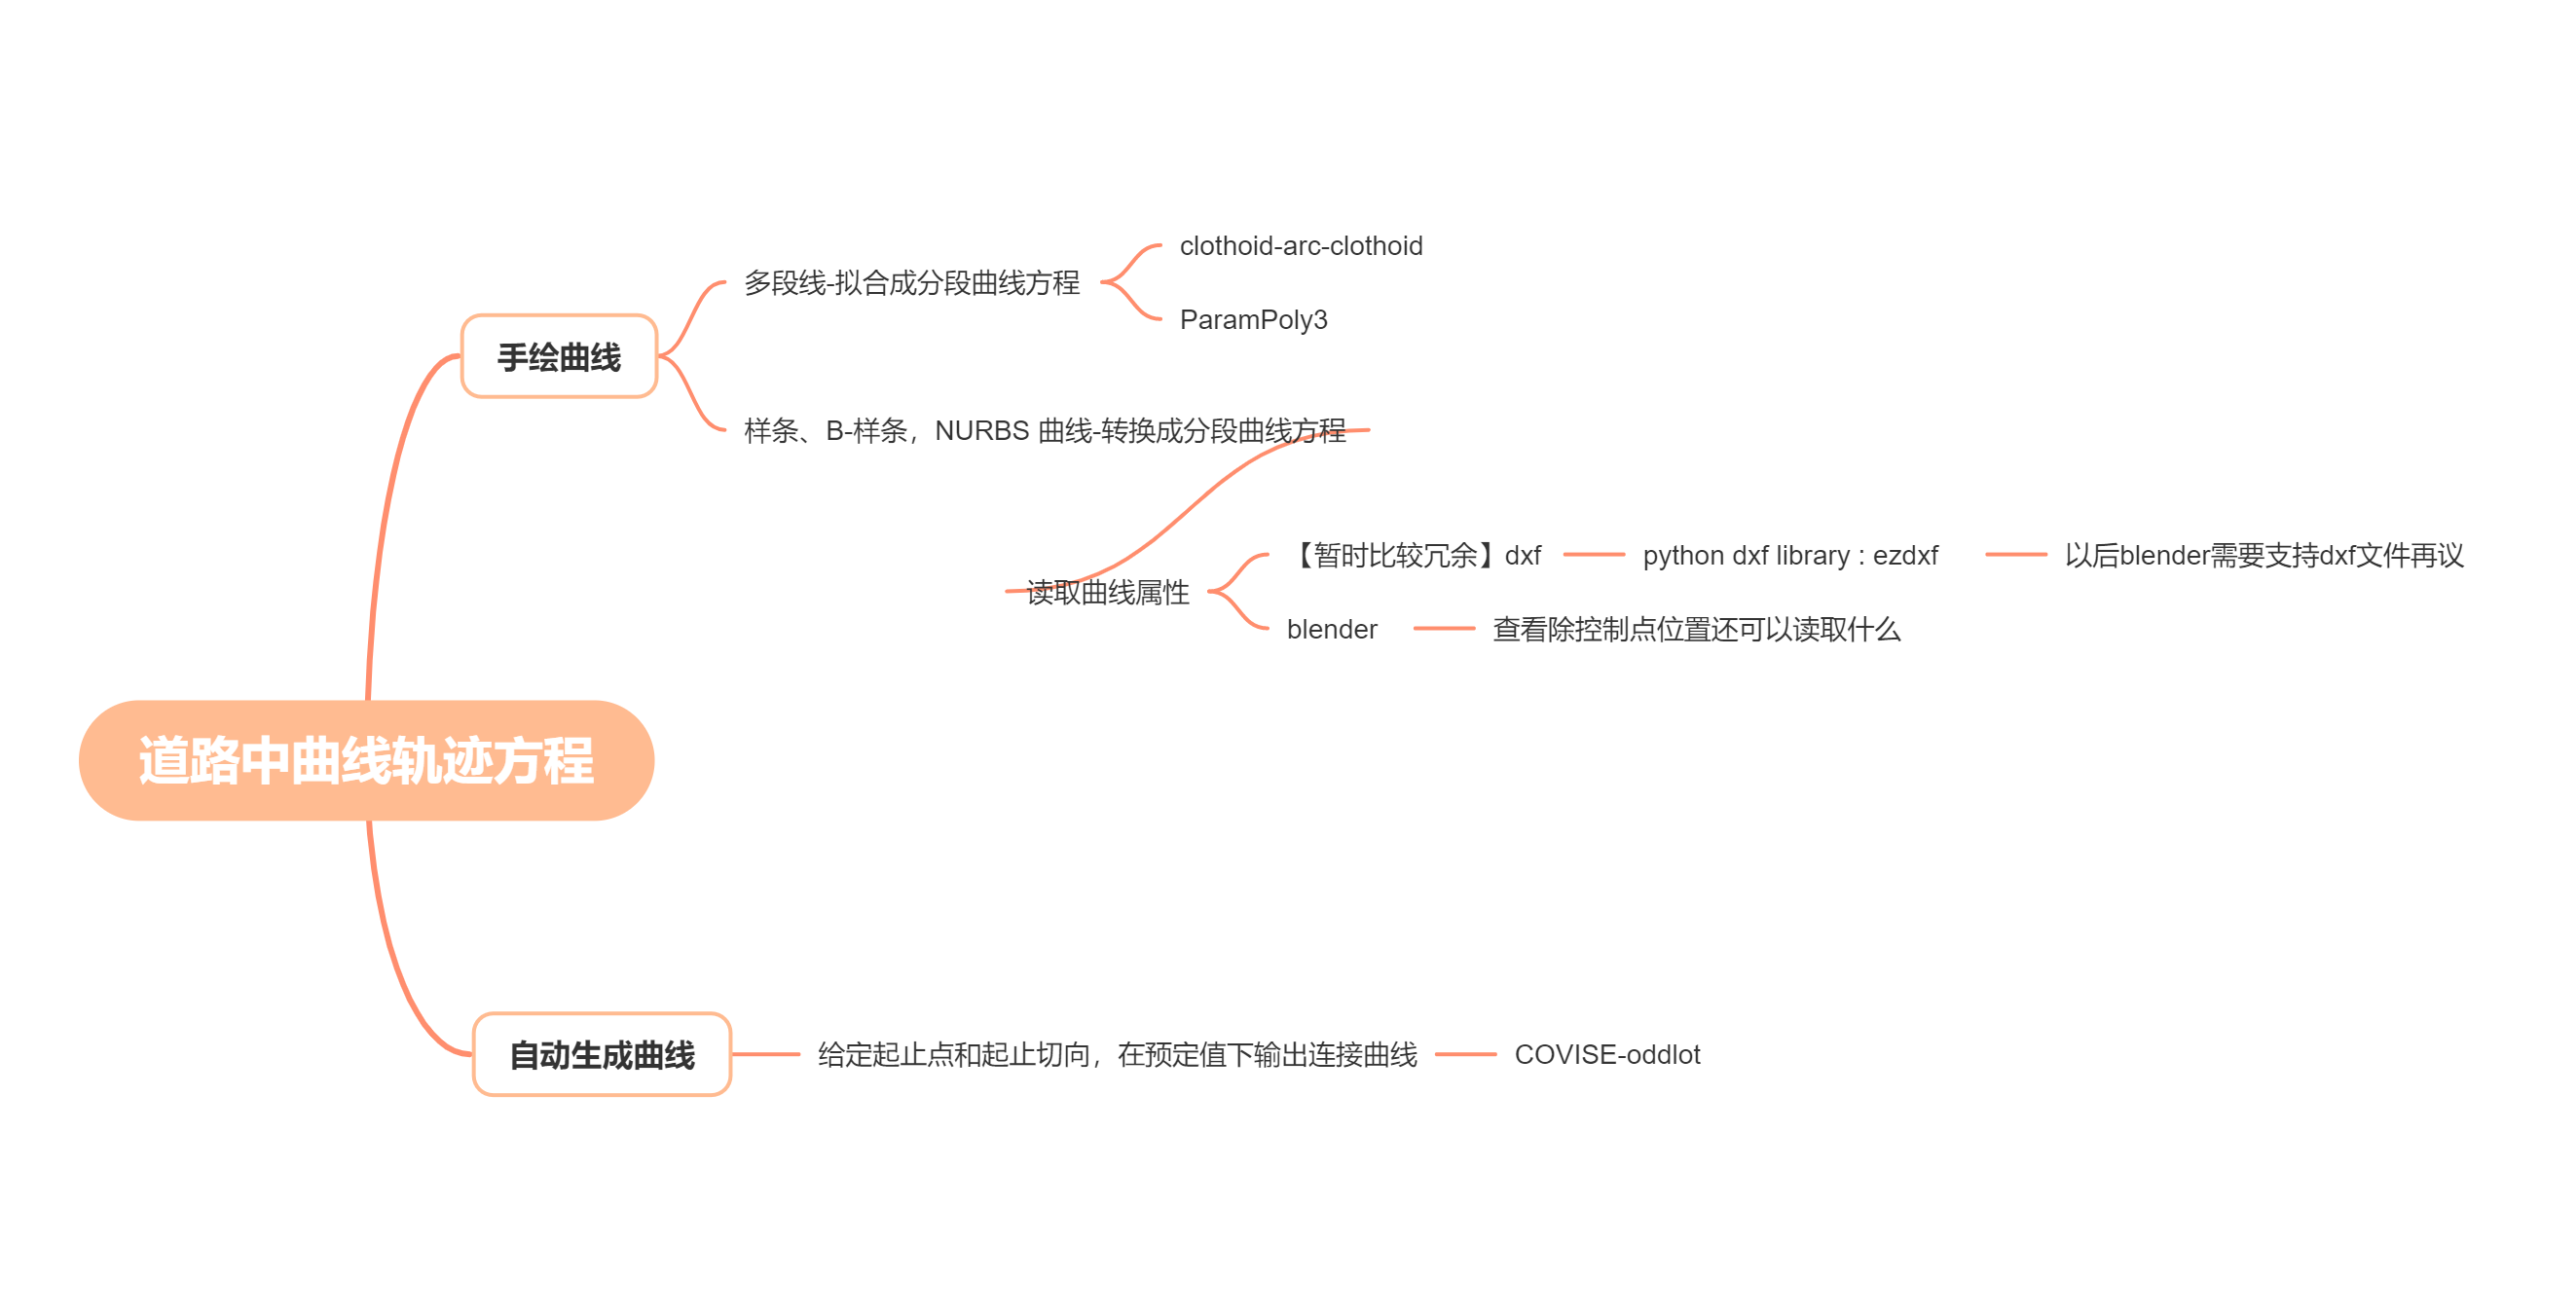 clothoid-arc-clothoid
多段线-拟合成分段曲线方程
ParamPoly3
手绘曲线
样条、B-样条，NURBS 曲线-转换成分段曲线方程
【暂时比较冗余】dxf
python dxf library : ezdxf
以后blender需要支持dxf文件再议
读取曲线属性
blender
查看除控制点位置还可以读取什么
道路中曲线轨迹方程
自动生成曲线
给定起止点和起止切向，在预定值下输出连接曲线
COVISE-oddlot